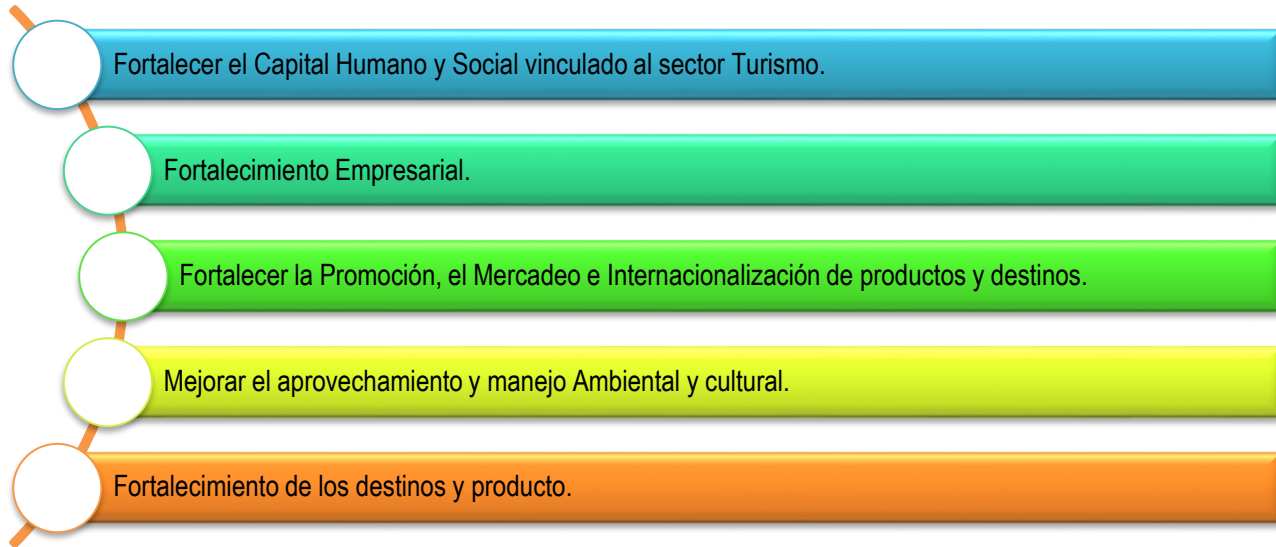 Fortalecer el Capital Humano y Social vinculado al sector Turismo.
Fortalecimiento Empresarial.
Fortalecer la Promoción, el Mercadeo e Internacionalización de productos y destinos.
Mejorar el aprovechamiento y manejo Ambiental y cultural.
Fortalecimiento de los destinos y producto.